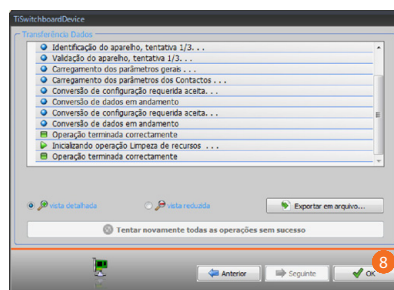 TiSwitchboardDevice
Transferência Dados
Identificação do aparelho, tentativa 1/3. . .
Validação do aparelho, tentativa 1/3. . .
Carregamento dos parâmetros gerais . . .
Carregamento dos parâmetros dos Contactos . . .
Conversão de configuração requerida aceita. . .
Conversão de dados em andamento
Conversão de configuração requerida aceita. . .
Conversão de dados em andamento
Operação terminada correctamente
Inicializando operação Limpeza de recursos . . .
Operação terminada correctamente
vista detalhada vista reduzida Exportar em arquivo...
Tentar novamente todas as operações sem sucesso
8
Anterior Seguinte OK